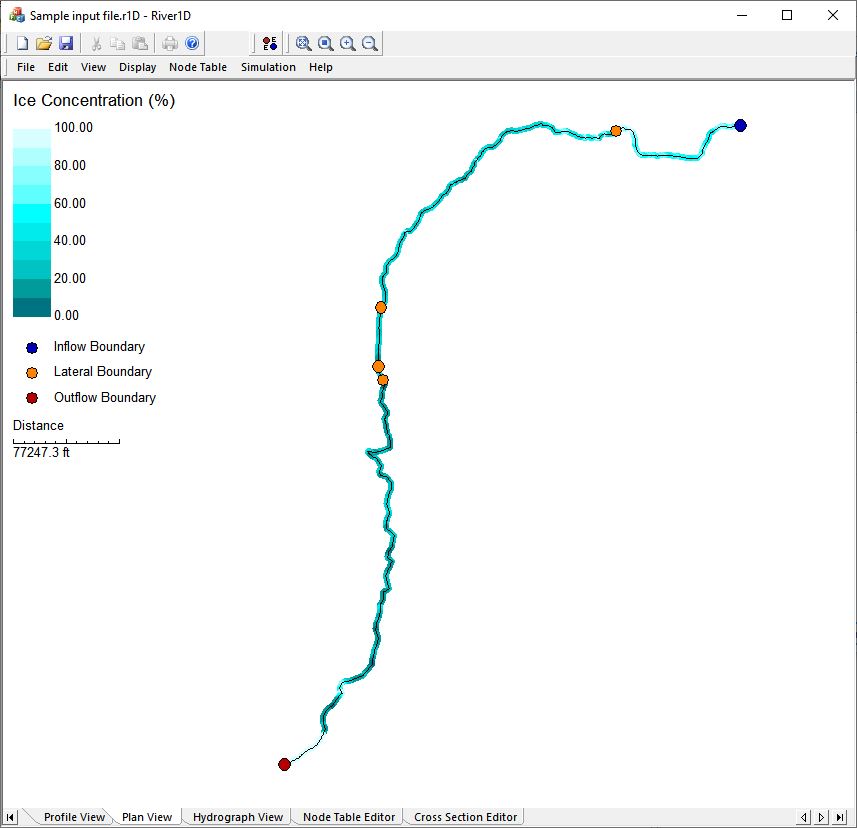 Sample input file.r1D - River1D
File Edit View Display Node Table Simulation Help
Ice Concentration (%)
100.00
80.00
60.00
40.00
20.00
0.00
Inflow Boundary
Lateral Boundary
Outflow Boundary
Distance
77247.3 ft
Profile View Plan View Hydrograph View Node Table Editor Cross Section Editor